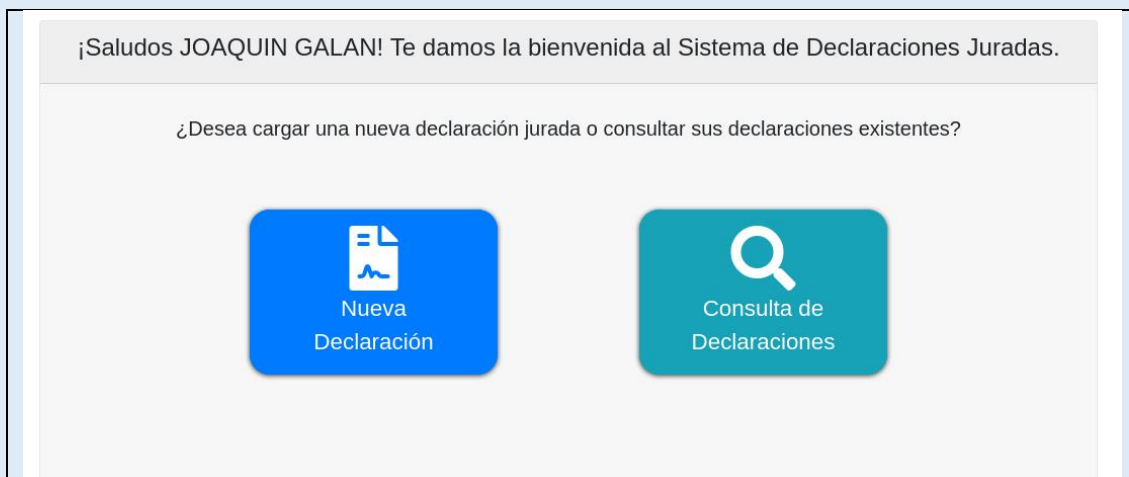 ¡Saludos JOAQUIN GALAN! Te damos la bienvenida al Sistema de Declaraciones Juradas.
¿Desea cargar una nueva declaración jurada o consultar sus declaraciones existentes?
Nueva
Declaración
Consulta de
Declaraciones